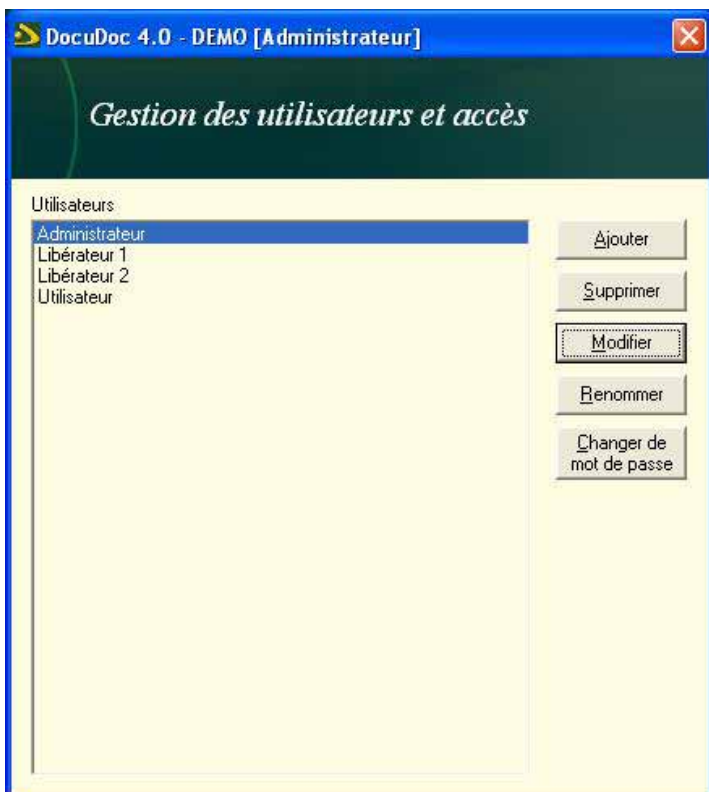 DocuDoc 4.0 - DEMO [Administrateur]
Gestion des utilisateurs et accès
Utilisateurs
Administrateur
Libérateur 1
Libérateur 2
Utilisateur
Ajouter
Supprimer
Modifier
Renommer
Changer de
mot de passe